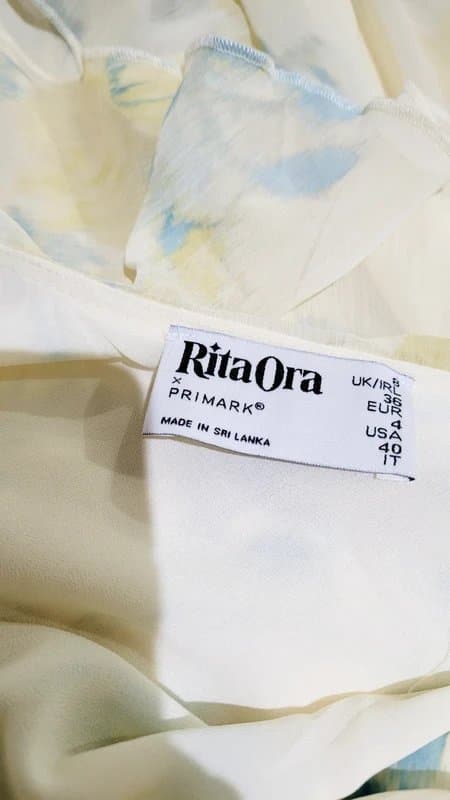 Rita Ora
×
PRIMARK®
MADE IN SRI LANKA
8
UK/IRL
36
EUR
4
USA
40
IT